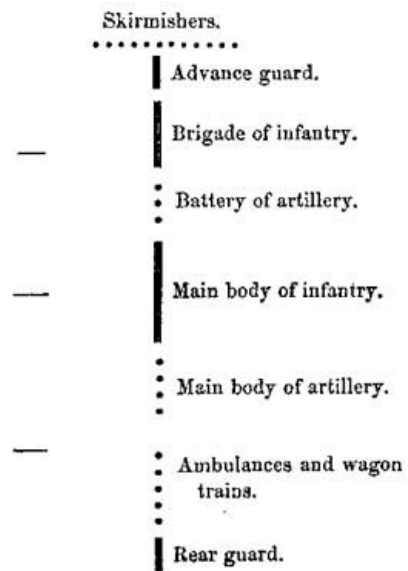 Skirmishers.
Advance guard.
Brigade of infantry.
Battery of artillery.
Main body of infantry.
Main body of artillery.
Ambulances and wagon
trains.
Rear guard.